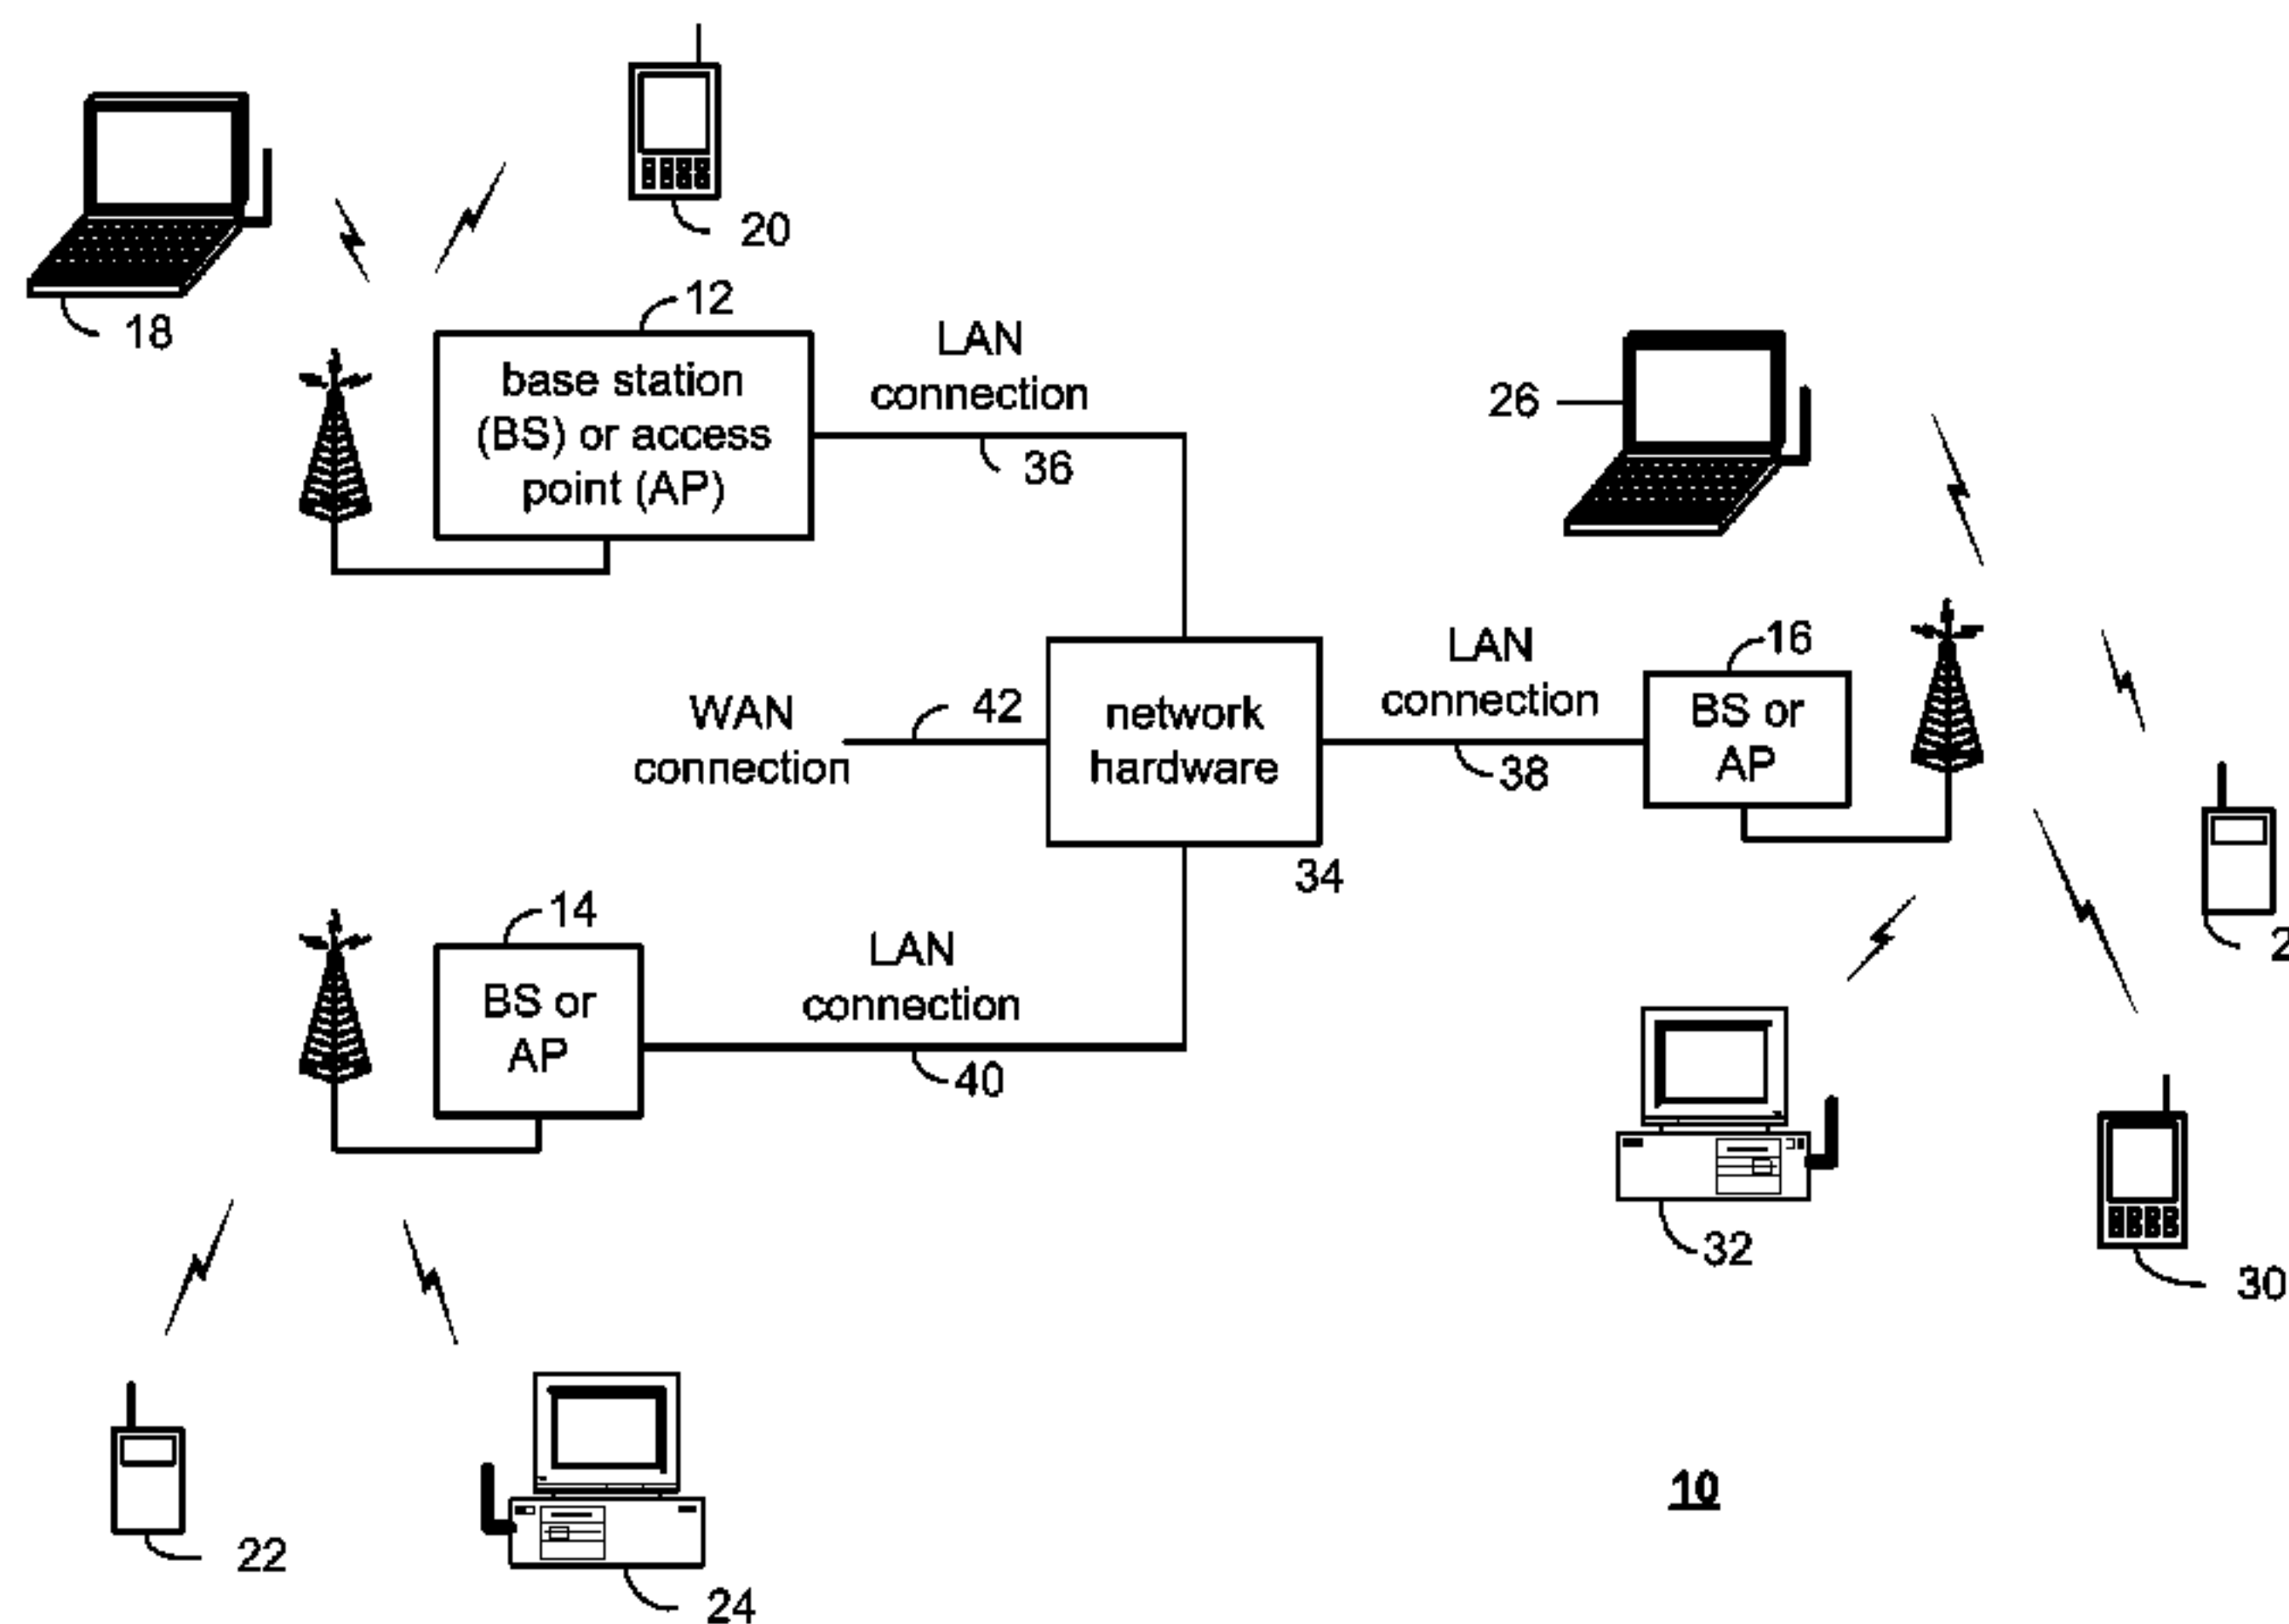 20
18
12
base station
(BS) or access
point (AP)
LAN
connection
36
26
WAN
connection
42
network
hardware
34
LAN
connection
38
16
BS or
AP
14
BS or
AP
LAN
connection
40
32
30
22
24
10